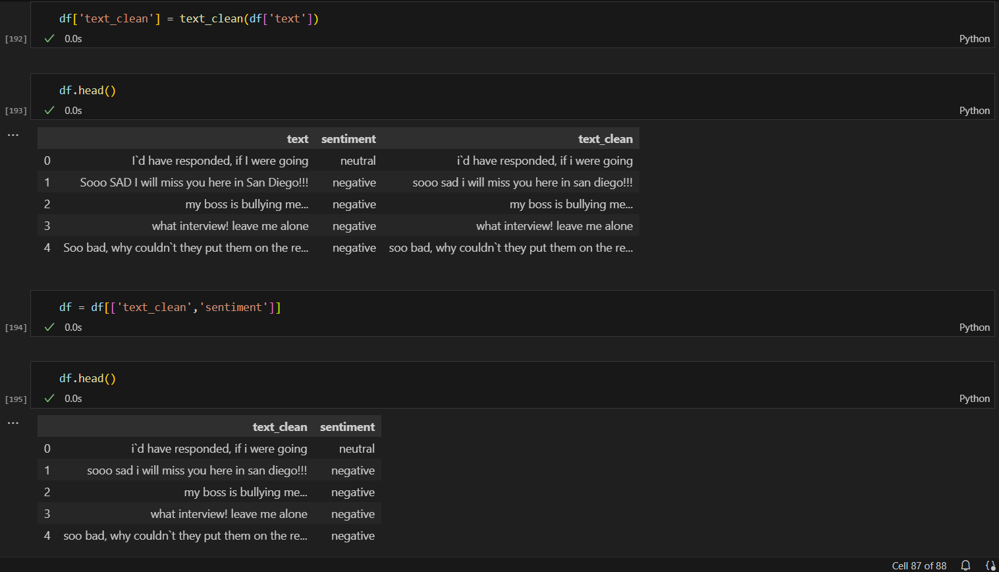 df['text_clean'] = text_clean(df['text'])
[192] 0.0s Python
df.head()
[193] 0.0s Python
...
text sentiment text_clean
0 I`d have responded, if I were going neutral i`d have responded, if i were going
1 Sooo SAD I will miss you here in San Diego!!! negative sooo sad i will miss you here in san diego!!!
2 my boss is bullying me... negative my boss is bullying me...
3 what interview! leave me alone negative what interview! leave me alone
4 Soo bad, why couldn`t they put them on the re... negative soo bad, why couldn`t they put them on the re...
df = df[['text_clean','sentiment']]
[194] 0.0s Python
df.head()
[195] 0.0s Python
...
text_clean sentiment
0 i`d have responded, if i were going neutral
1 sooo sad i will miss you here in san diego!!! negative
2 my boss is bullying me... negative
3 what interview! leave me alone negative
4 soo bad, why couldn`t they put them on the re... negative
Cell 87 of 88